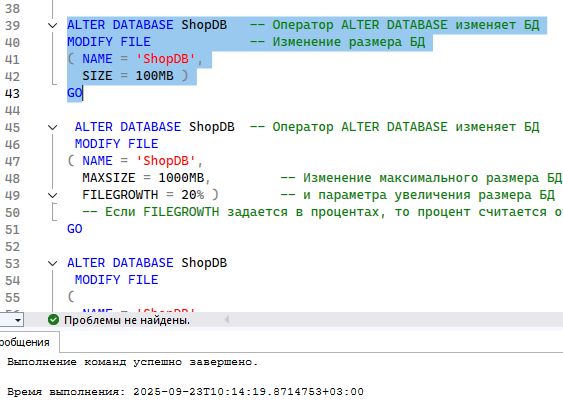 38
39 ALTER DATABASE ShopDB -- Оператор ALTER DATABASE изменяет БД
40 MODIFY FILE -- Изменение размера БД
41 ( NAME = 'ShopDB',
42 SIZE = 100MB )
43 GO
44
45 ALTER DATABASE ShopDB -- Оператор ALTER DATABASE изменяет БД
46 MODIFY FILE
47 ( NAME = 'ShopDB',
48 MAXSIZE = 1000MB, -- Изменение максимального размера БД
49 FILEGROWTH = 20% ) -- и параметра увеличения размера БД
50 -- Если FILEGROWTH задается в процентах, то процент считается о
51 GO
52
53 ALTER DATABASE ShopDB
54 MODIFY FILE
55 (
56 NAME = 'ShopDB'
Проблемы не найдены.
ообщения
Выполнение команд успешно завершено.
Время выполнения: 2025-09-23T10:14:19.8714753+03:00